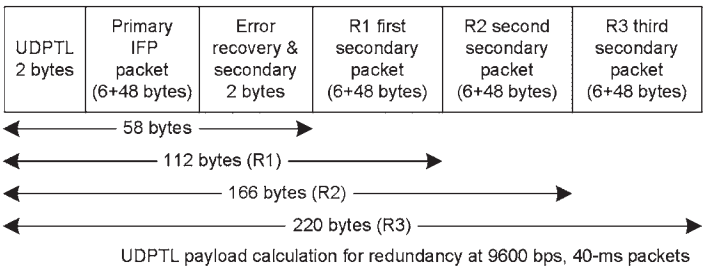 UDPTL
2 bytes
Primary
IFP
packet
(6+48 bytes)
Error
recovery &
secondary
2 bytes
R1 first
secondary
packet
(6+48 bytes)
R2 second
secondary
packet
(6+48 bytes)
R3 third
secondary
packet
(6+48 bytes)
58 bytes
112 bytes (R1)
166 bytes (R2)
220 bytes (R3)
UDPTL payload calculation for redundancy at 9600 bps, 40-ms packets